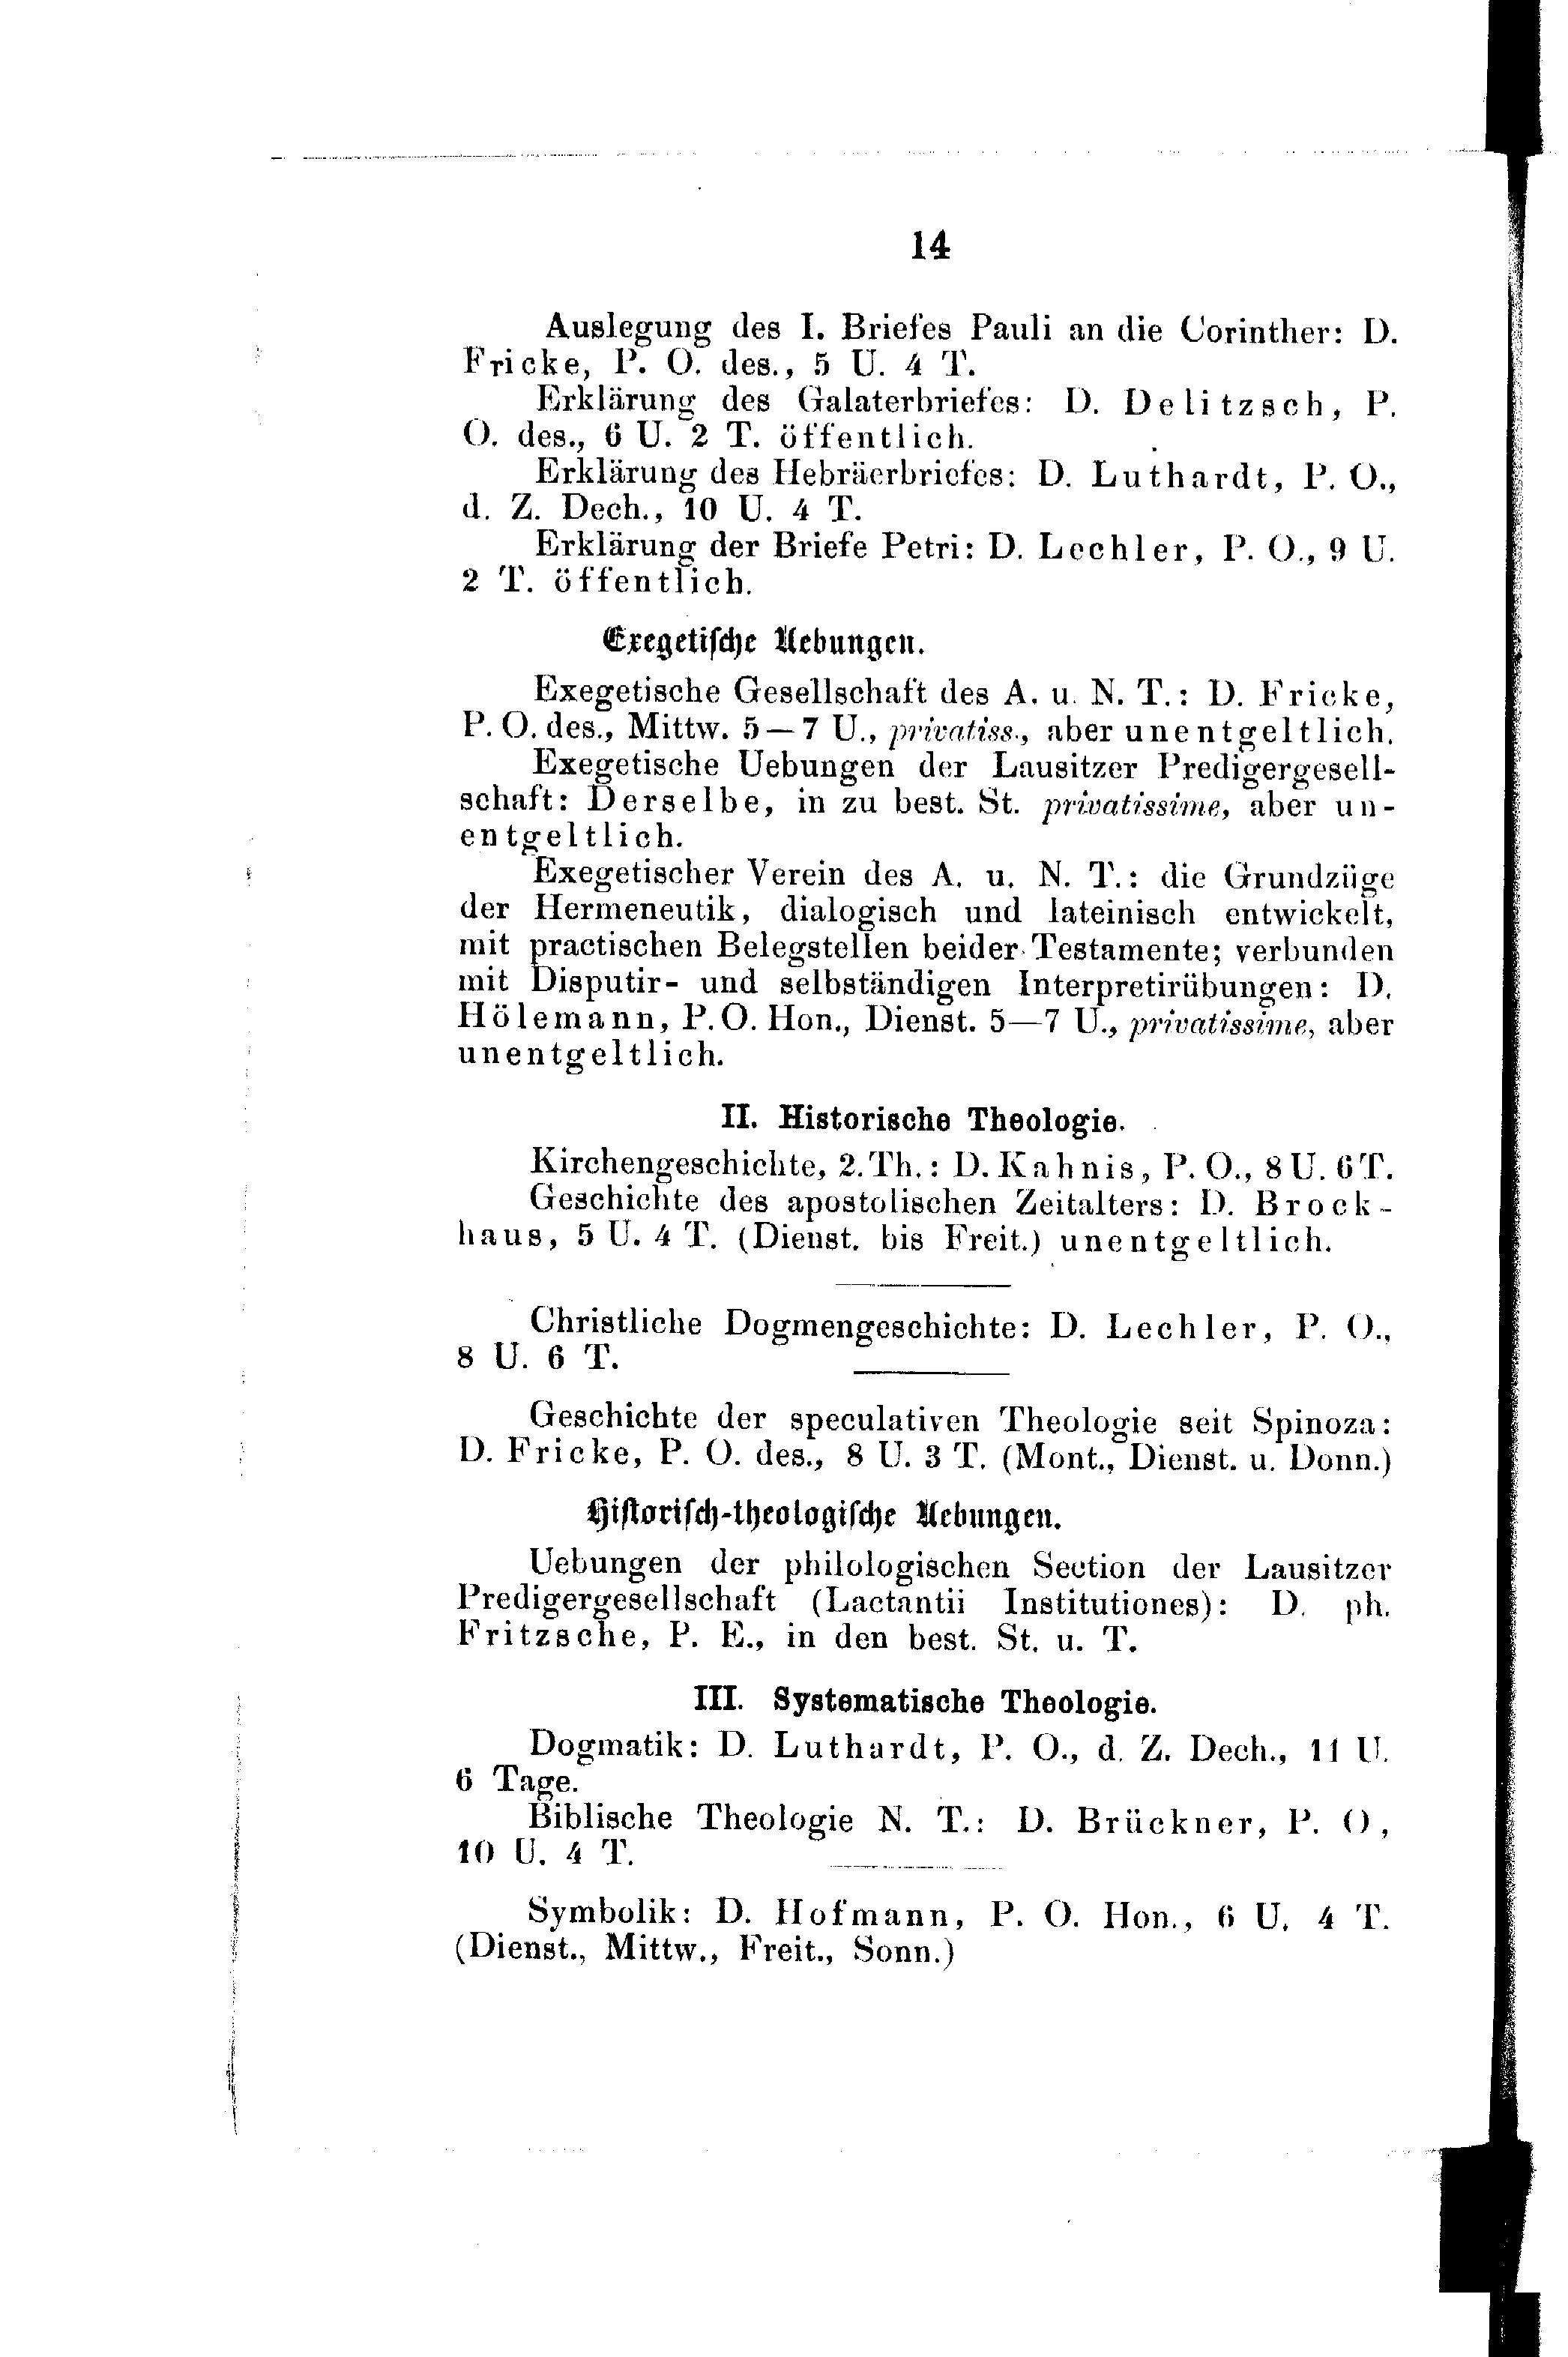 14
Auslegung des I. Briefes Pauli an die Corinther: D.
Fricke, P. O. des., 5 U. 4 T.
Erklärung des Galaterbriefes: D. Delitzsch, P.
O. des., 6 U. 2 T. öffentlich.
Erklärung des Hebräerbriefes: D. Luthardt, P. O.,
d. Z. Dech., 10 U. 4 T.
Erklärung der Briefe Petri: D. Lechler, P. O., 9 U.
2 T. öffentlich.
Exegetische Uebungen.
Exegetische Gesellschaft des A. u. N. T.: D. Fricke,
P. O. des., Mittw. 5—7 U., privatiss., aber unentgeltlich.
Exegetische Uebungen der Lausitzer Predigergesell-
schaft: Derselbe, in zu best. St. privatissime, aber un-
entgeltlich.
Exegetischer Verein des A. u. N. T.: die Grundzüge
der Hermeneutik, dialogisch und lateinisch entwickelt,
mit practischen Belegstellen beider Testamente; verbunden
mit Disputir- und selbständigen Interpretirübungen: D.
Hölemann, P. O. Hon., Dienst. 5—7 U., privatissime, aber
unentgeltlich.
II. Historische Theologie.
Kirchengeschichte, 2. Th.: D. Kahnis, P. O., 8 U. 6 T.
Geschichte des apostolischen Zeitalters: D. Brock-
haus, 5 U. 4 T. (Dienst. bis Freit.) unentgeltlich.
Christliche Dogmengeschichte: D. Lechler, P. O.,
8 U. 6 T.
Geschichte der speculativen Theologie seit Spinoza:
D. Fricke, P. O. des., 8 U. 3 T. (Mont., Dienst. u. Donn.)
Historisch-theologische Uebungen.
Uebungen der philologischen Section der Lausitzer
Predigergesellschaft (Lactantii Institutiones): D. ph.
Fritzsche, P. E., in den best. St. u. T.
III. Systematische Theologie.
Dogmatik: D. Luthardt, P. O., d. Z. Dech., 11 U.
6 Tage.
Biblische Theologie N. T.: D. Brückner, P. O,
10 U. 4 T.
Symbolik: D. Hofmann, P. O. Hon., 6 U. 4 T.
(Dienst., Mittw., Freit., Sonn.)